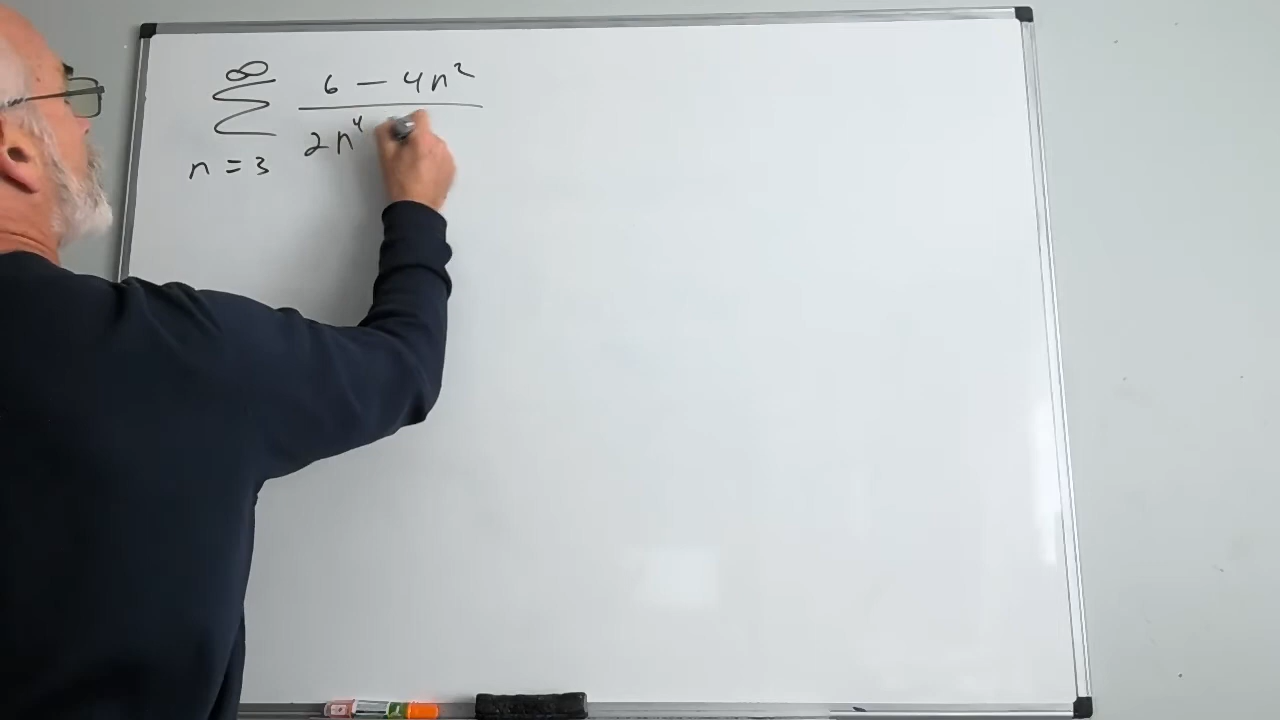 ∞
∑ 6 — 4n²
2n⁴
n = 3